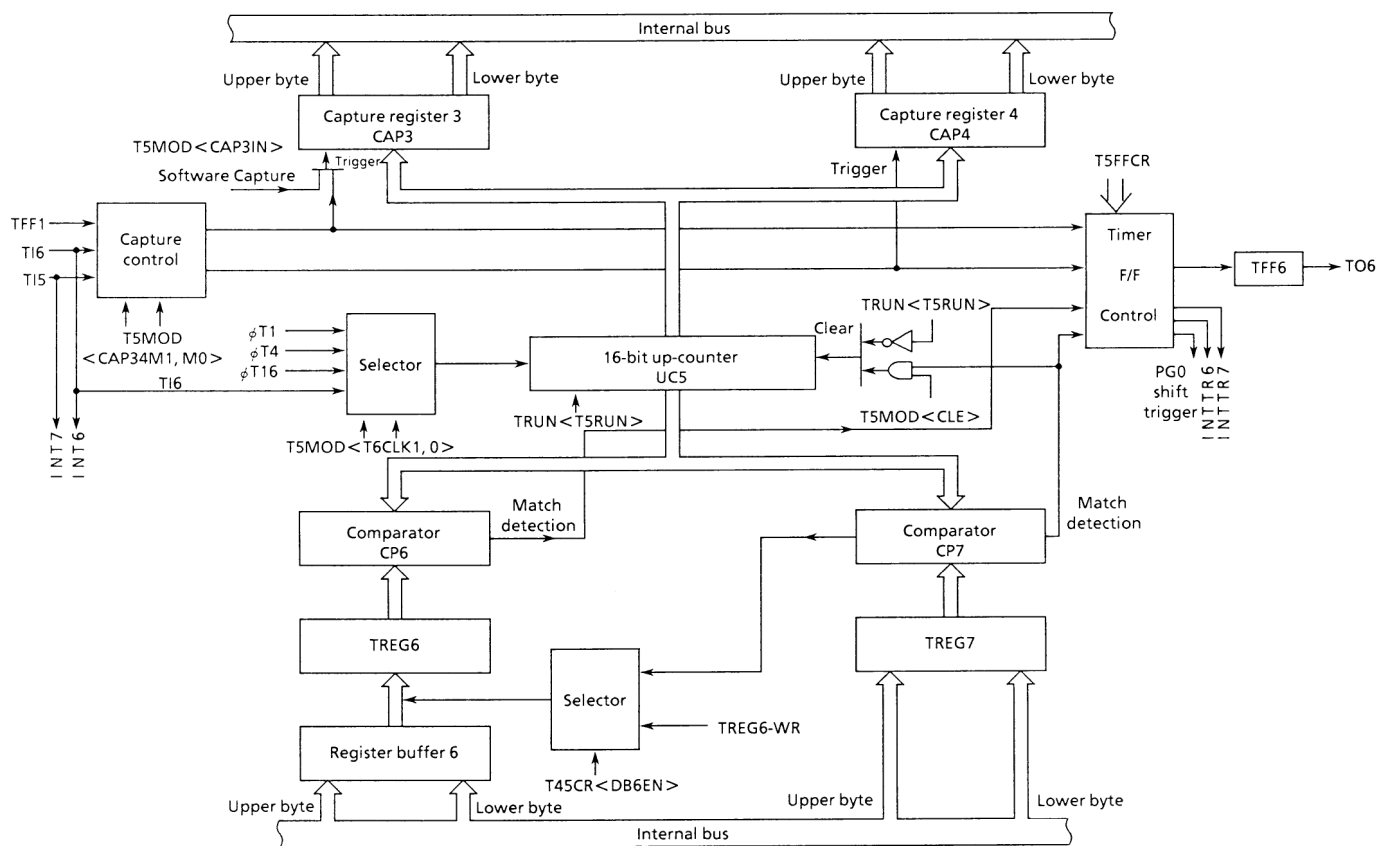 Internal bus
Upper byte
Lower byte
Upper byte
Lower byte
Capture register 3
CAP3
Capture register 4
CAP4
T5MOD<CAP3IN>
Trigger
Software Capture
Trigger
T5FFCR
TFF1
TI6
TI5
Capture
control
Timer
F/F
Control
TFF6
TO6
T5MOD
<CAP34M1, M0>
φT1
φT4
φT16
TI6
Selector
16-bit up-counter
UC5
Clear
TRUN<T5RUN>
T5MOD<CLE>
TRUN<T5RUN>
T5MOD<T6CLK1, 0>
PG0
shift
trigger
INTTR6
INTTR7
INT7
INT6
Comparator
CP6
Match
detection
Comparator
CP7
Match
detection
TREG6
TREG7
Selector
TREG6-WR
Register buffer 6
T45CR<DB6EN>
Upper byte
Lower byte
Upper byte
Lower byte
Internal bus